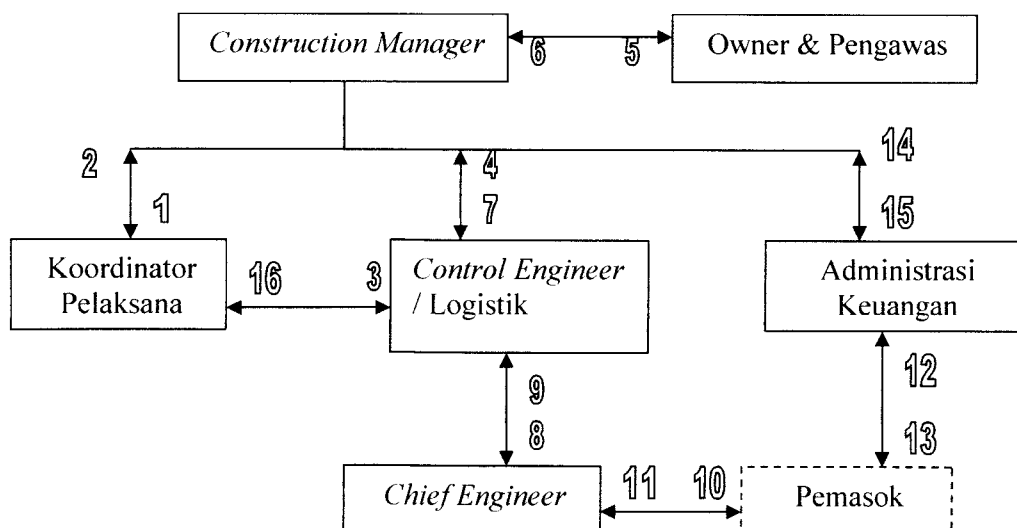 Construction Manager
6 5
Owner & Pengawas
2
4
14
1
7
15
Koordinator
Pelaksana
16 3
Control Engineer
/ Logistik
Administrasi
Keuangan
9
8
12
13
Chief Engineer
11 10
Pemasok